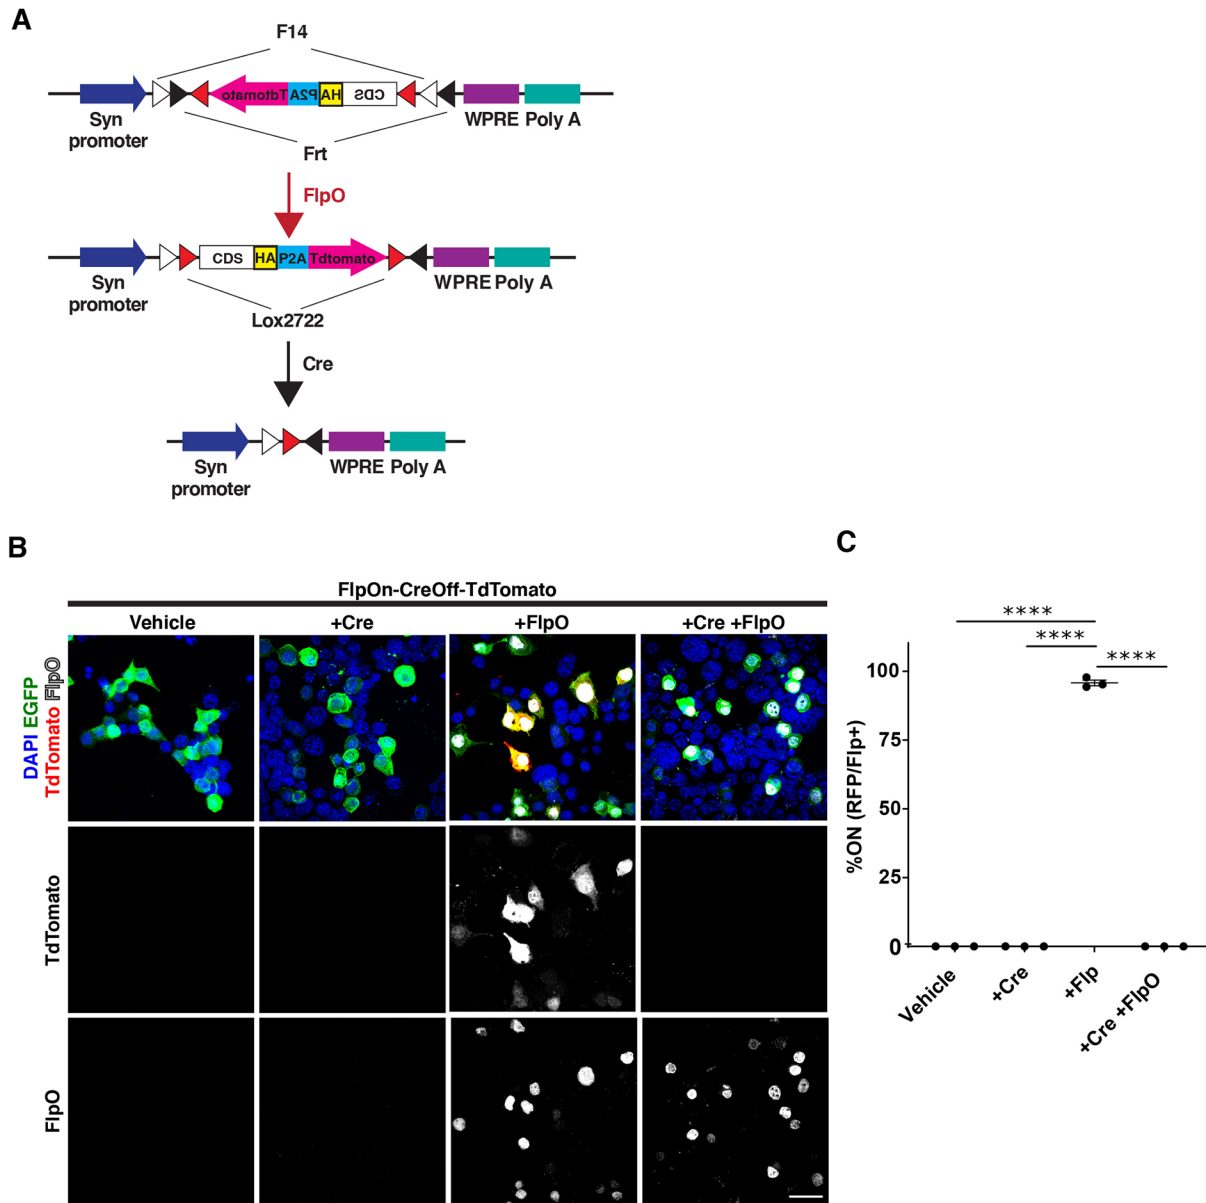 A
F14
Tdtomato P2A HA CDS
Syn
promoter
WPRE Poly A
Frt
FlpO
CDS HA P2A Tdtomato
Syn
promoter
WPRE Poly A
Lox2722
Cre
Syn
promoter
WPRE Poly A
B
FlpOn-CreOff-TdTomato
Vehicle +Cre +FlpO +Cre +FlpO
DAPI EGFP
TdTomato FlpO
TdTomato
FlpO
C
****
****
****
%ON (RFP/Flp+)
100
75
50
25
0
Vehicle
+Cre
+Flp
+Cre +FlpO